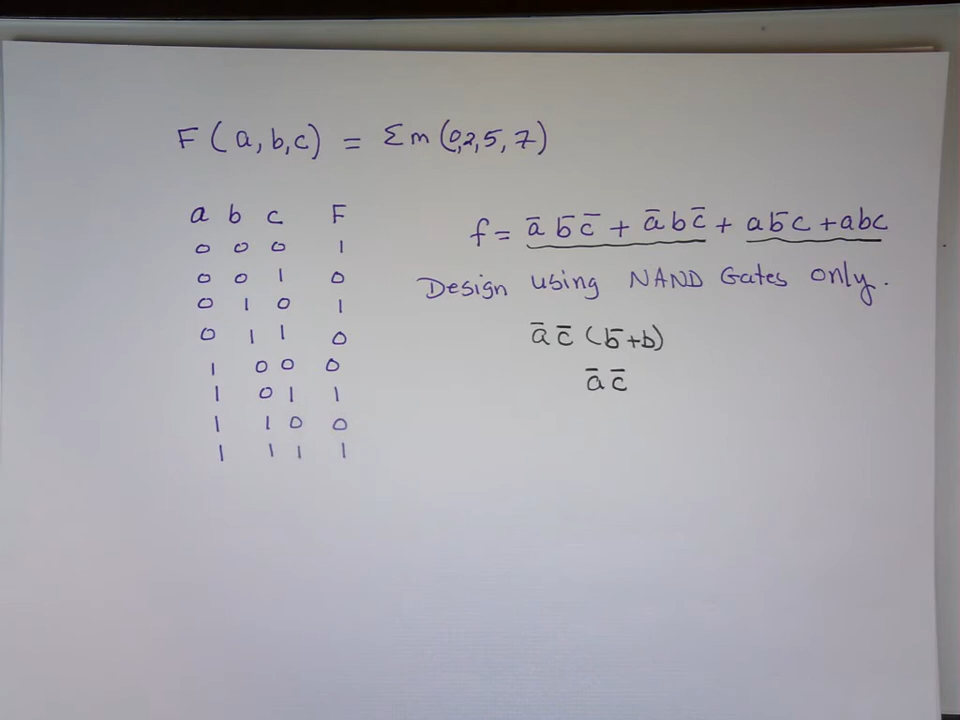 F(a,b,c) = Σm(0,2,5,7)
a b c F
0 0 0 1
0 0 1 0
0 1 0 1
0 1 1 0
1 0 0 0
1 0 1 1
1 1 0 0
1 1 1 1
f = a̅ b̅ c̅ + a̅ b c̅ + a b̅ c + abc
Design using NAND Gates only.
a̅ c̅ (b̅+b)
a̅ c̅